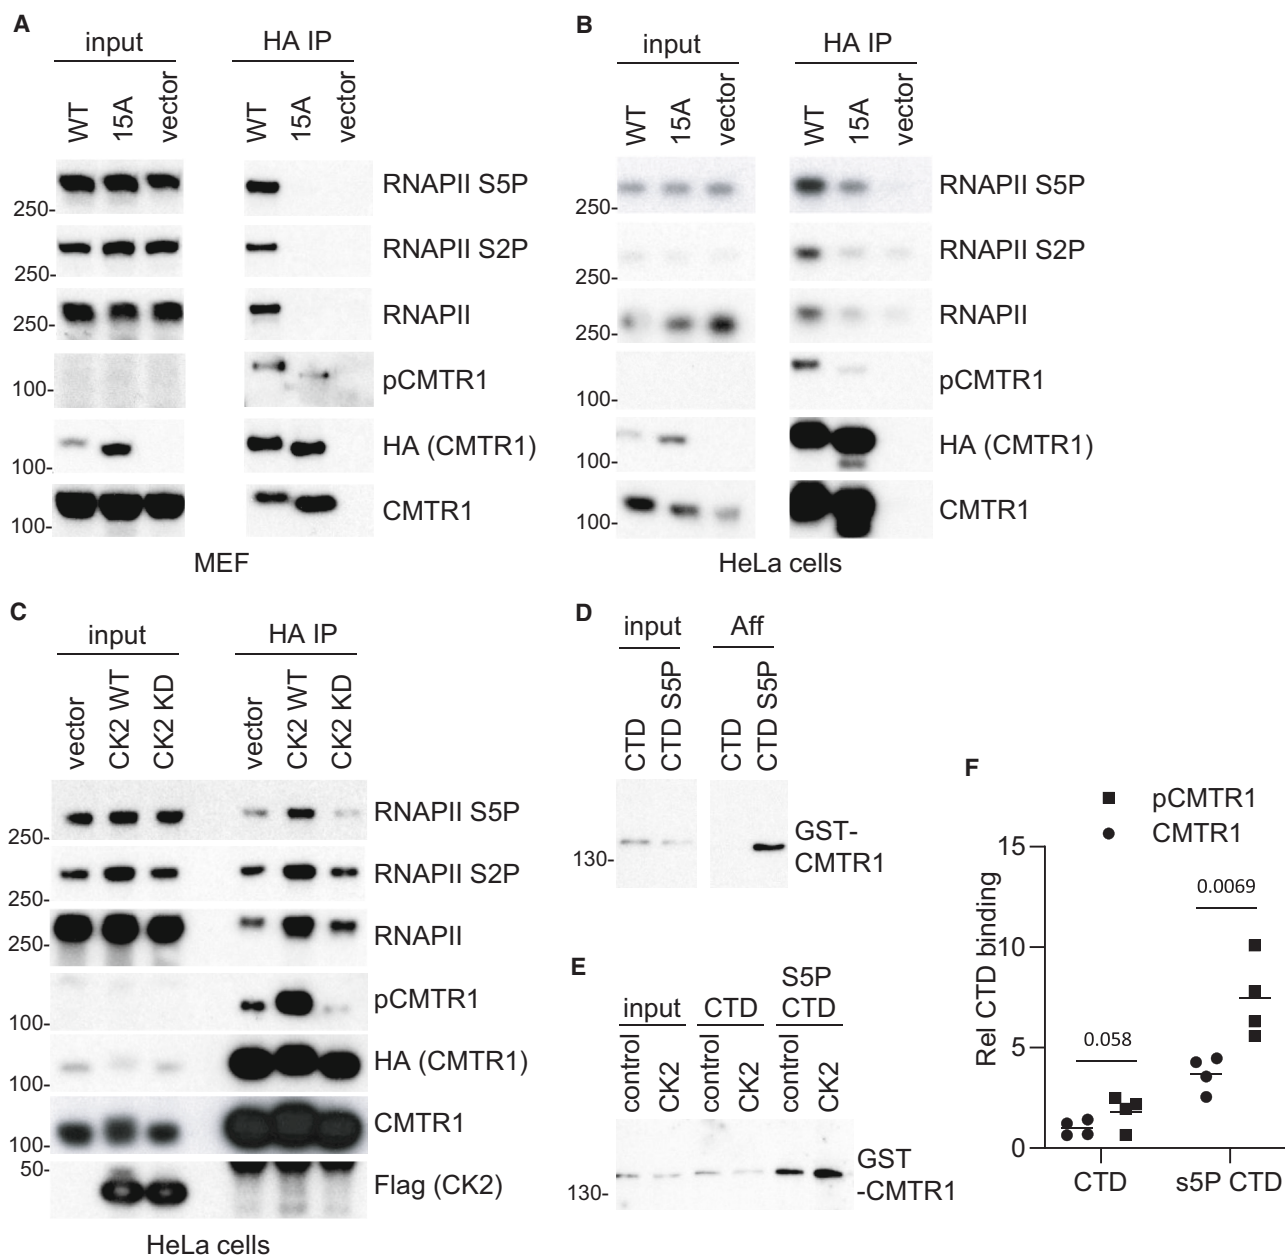 A
input
HA IP
WT
15A
vector
WT
15A
vector
RNAPII S5P
250-
RNAPII S2P
250-
RNAPII
250-
pCMTR1
100-
HA (CMTR1)
100-
CMTR1
100-
MEF
B
input
HA IP
WT
15A
vector
WT
15A
vector
RNAPII S5P
250-
RNAPII S2P
250-
RNAPII
250-
pCMTR1
100-
HA (CMTR1)
100-
CMTR1
100-
HeLa cells
C
input
HA IP
vector
CK2 WT
CK2 KD
vector
CK2 WT
CK2 KD
RNAPII S5P
250-
RNAPII S2P
250-
RNAPII
250-
pCMTR1
100-
HA (CMTR1)
100-
CMTR1
100-
50-
Flag (CK2)
HeLa cells
D
input
Aff
CTD
CTD S5P
CTD
CTD S5P
GST-
CMTR1
130-
E
input
CTD
S5P
CTD
control
CK2
control
CK2
control
CK2
GST
-CMTR1
130-
F
pCMTR1
CMTR1
Rel CTD binding
15
10
5
0
0.058
0.0069
CTD
s5P CTD